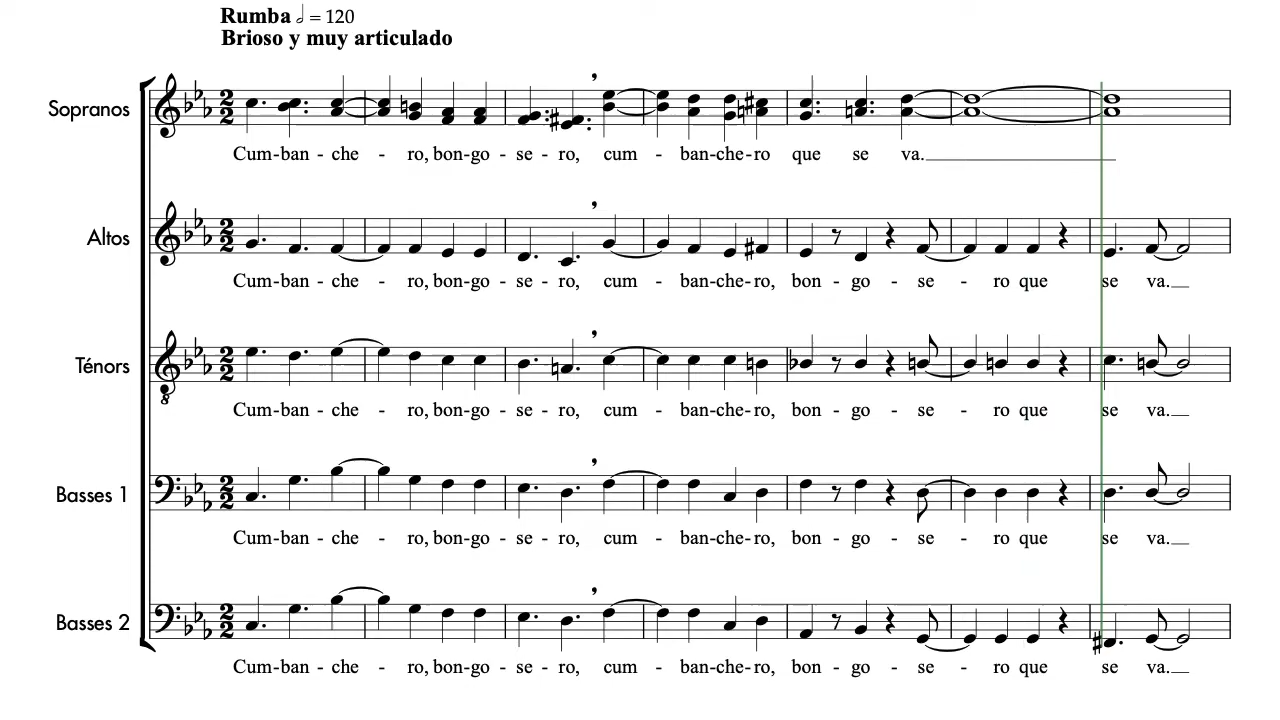 Rumba 𝅗𝅥 = 120
Brioso y muy articulado
Sopranos
Cum-ban - che - ro, bon-go - se - ro, cum - ban-che-ro que se va.
Altos
Cum-ban - che - ro, bon-go - se - ro, cum - ban-che-ro, bon - go - se - ro que se va.
Ténors
8
Cum-ban - che - ro, bon-go - se - ro, cum - ban-che-ro, bon - go - se - ro que se va.
Basses 1
Cum-ban - che - ro, bon-go - se - ro, cum - ban-che-ro, bon - go - se - ro que se va.
Basses 2
Cum-ban - che - ro, bon-go - se - ro, cum - ban-che-ro, bon - go - se - ro que se va.